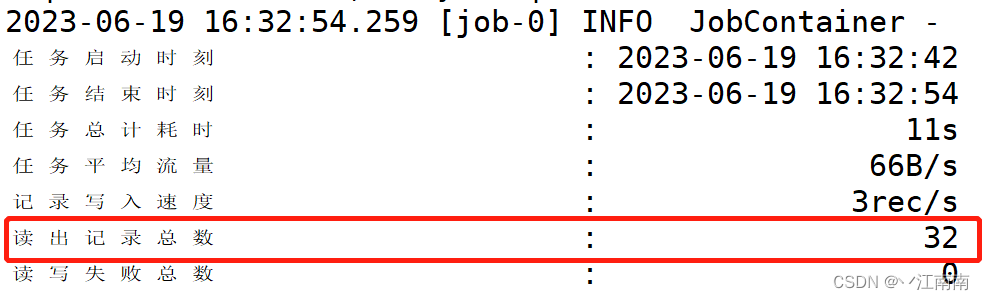 2023-06-19 16:32:54.259 [job-0] INFO  JobContainer -
任务启动时刻 : 2023-06-19 16:32:42
任务结束时刻 : 2023-06-19 16:32:54
任务总计耗时 : 11s
任务平均流量 : 66B/s
记录写入速度 : 3rec/s
读出记录总数 : 32
读写失败总数 : 0
CSDN @丷江南南